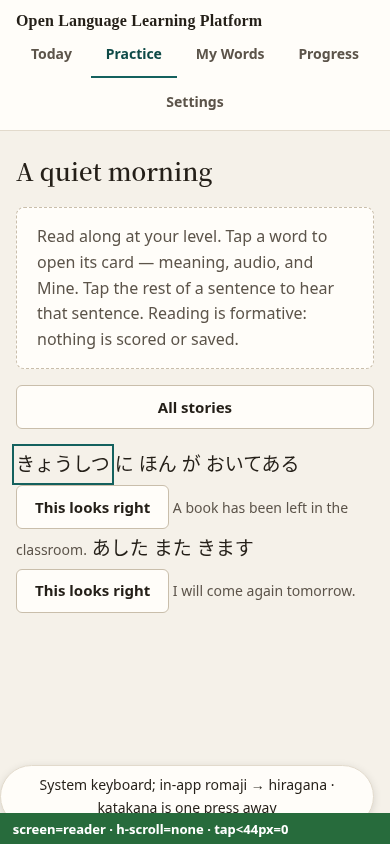 Open Language Learning Platform
Today Practice My Words Progress
Settings
A quiet morning
Read along at your level. Tap a word to
open its card — meaning, audio, and
Mine. Tap the rest of a sentence to hear
that sentence. Reading is formative:
nothing is scored or saved.
All stories
きょうしつ に ほん が おいてある
This looks right A book has been left in the
classroom. あした また きます
This looks right I will come again tomorrow.
System keyboard; in-app romaji → hiragana ·
katakana is one press away
screen=reader · h-scroll=none · tap<44px=0